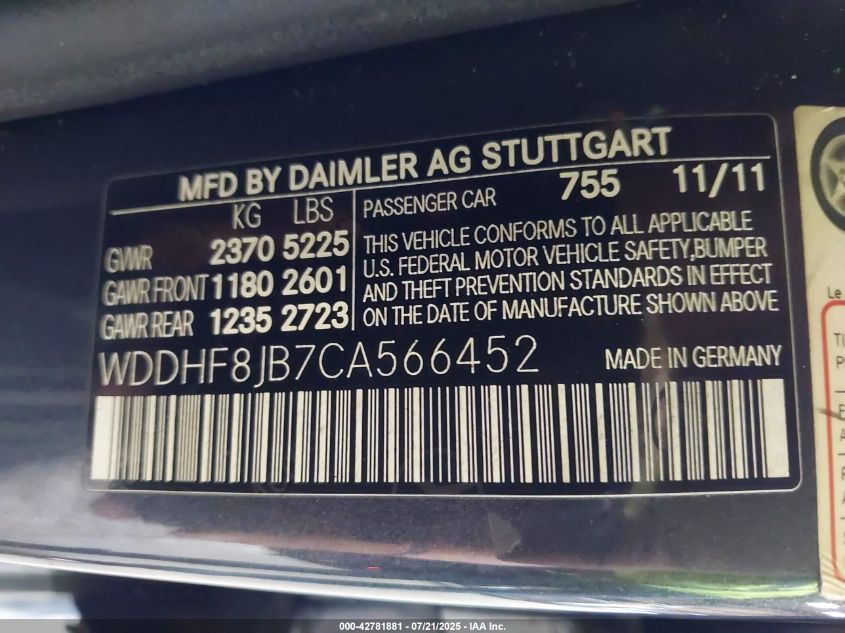 MFD BY DAIMLER AG STUTTGART
KG LBS
GVWR 2370 5225
GAWR FRONT 1180 2601
GAWR REAR 1235 2723
PASSENGER CAR 755 11/11
THIS VEHICLE CONFORMS TO ALL APPLICABLE
U.S. FEDERAL MOTOR VEHICLE SAFETY,BUMPER
AND THEFT PREVENTION STANDARDS IN EFFECT
ON THE DATE OF MANUFACTURE SHOWN ABOVE
WDDHF8JB7CA566452 MADE IN GERMANY
Le
000-42781881 - 07/21/2025 - IAA Inc.